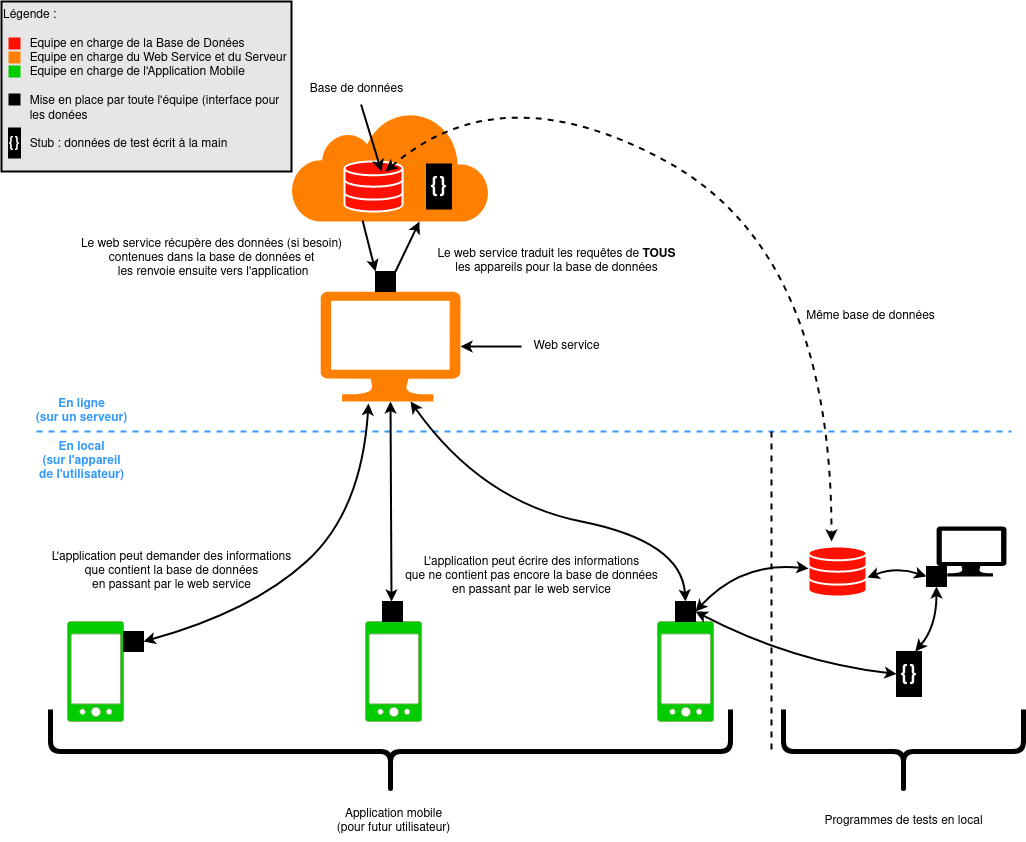 Légende :
Equipe en charge de la Base de Donées
Equipe en charge du Web Service et du Serveur
Equipe en charge de l'Application Mobile
Mise en place par toute l'équipe (interface pour
les donées
{}
Stub : données de test écrit à la main
Base de données
{}
Le web service récupère des données (si besoin)
contenues dans la base de données et
les renvoie ensuite vers l'application
Le web service traduit les requêtes de TOUS
les appareils pour la base de données
Même base de données
Web service
En ligne
(sur un serveur)
En local
(sur l'appareil
de l'utilisateur)
L'application peut demander des informations
que contient la base de données
en passant par le web service
L'application peut écrire des informations
que ne contient pas encore la base de données
en passant par le web service
{}
Application mobile
(pour futur utilisateur)
Programmes de tests en local